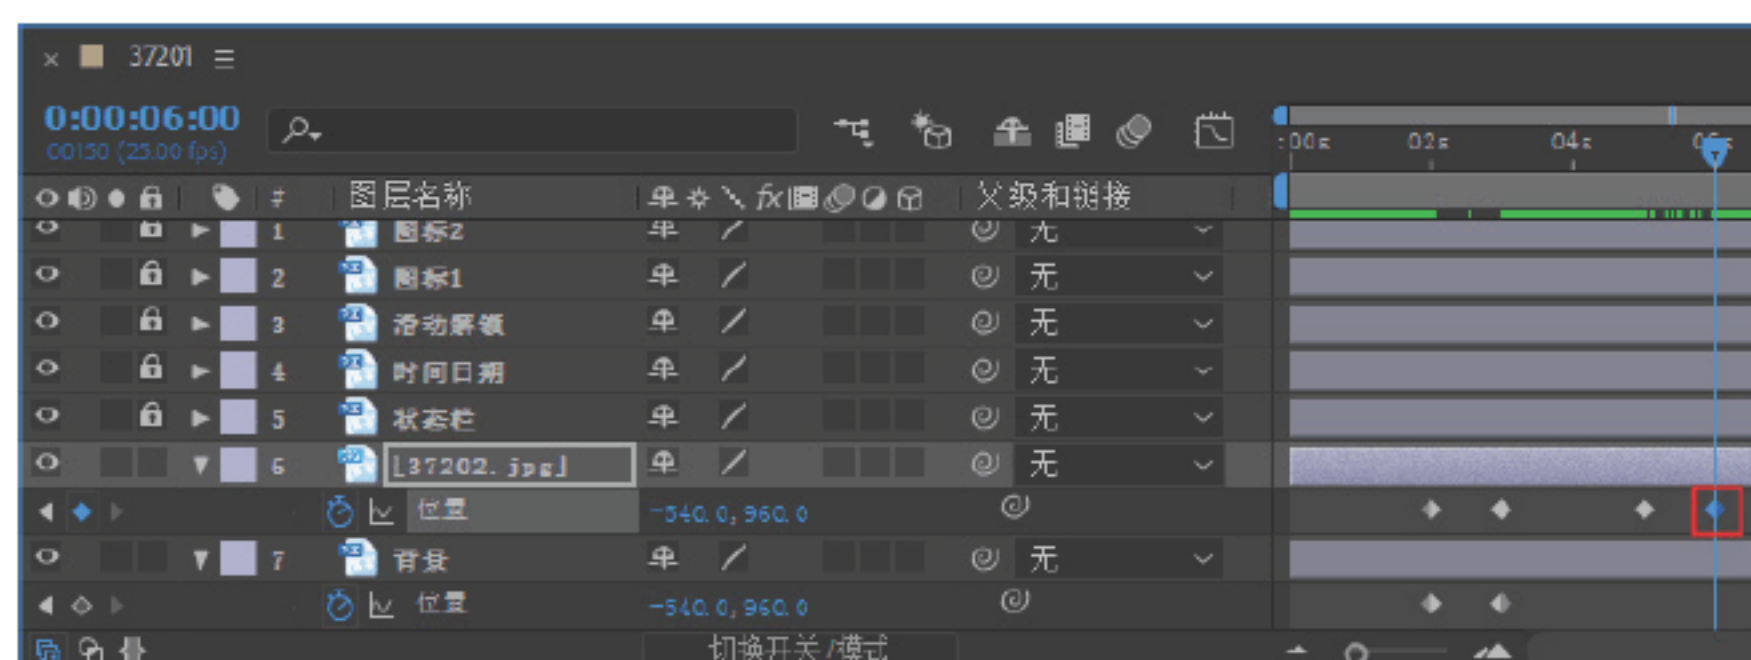 × 37201 ☰
0:00:06:00
00150 (25.00 fps)
:00s 02s 04s 06s
# 图层名称 fx 父级和链接
1 图标2 无
2 图标1 无
3 滑动解锁 无
4 时间日期 无
5 状态栏 无
6 [37202.jpg] 无
位置 -540.0,960.0
7 背景 无
位置 -540.0,960.0
切换开关/模式